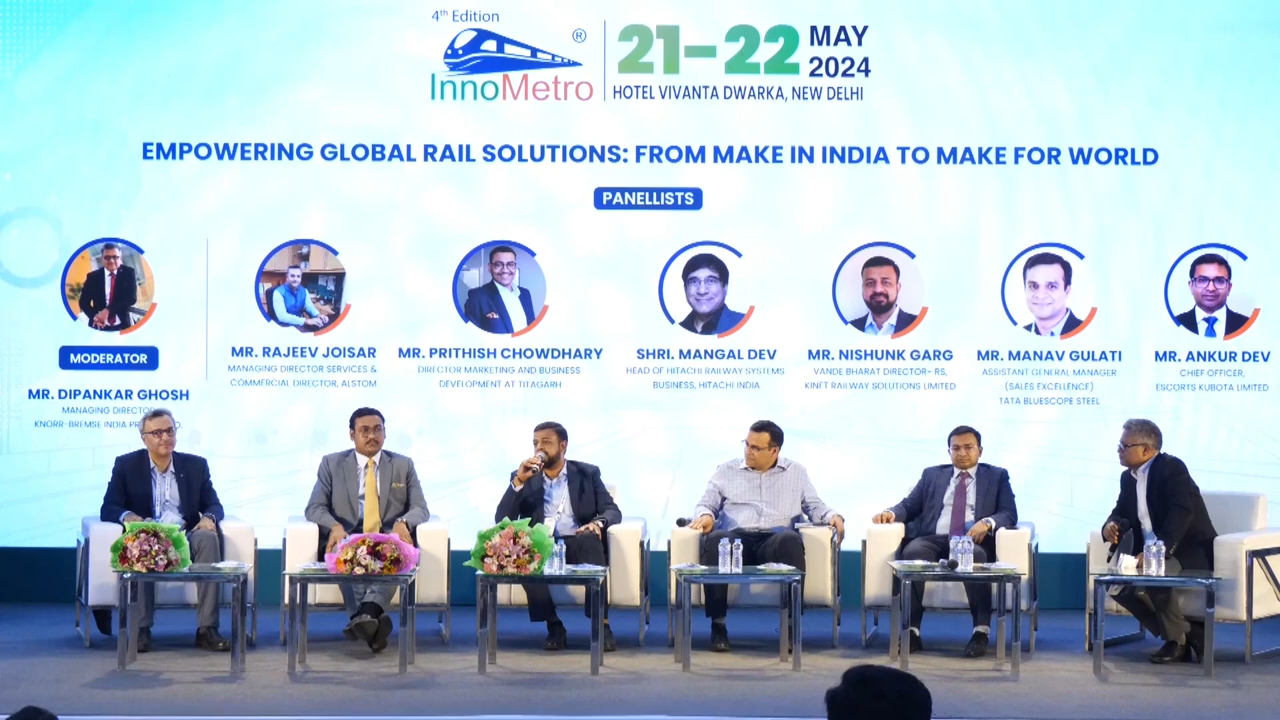 4th Edition
®
InnoMetro
21-22 MAY 2024
HOTEL VIVANTA DWARKA, NEW DELHI
EMPOWERING GLOBAL RAIL SOLUTIONS: FROM MAKE IN INDIA TO MAKE FOR WORLD
PANELLISTS
MODERATOR
MR. DIPANKAR GHOSH
MANAGING DIRECTOR
KNORR-BREMSE INDIA
MR. RAJEEV JOISAR
MANAGING DIRECTOR SERVICES &
COMMERCIAL DIRECTOR, ALSTOM
MR. PRITHISH CHOWDHARY
DIRECTOR MARKETING AND BUSINESS
DEVELOPMENT AT TITAGARH
SHRI. MANGAL DEV
HEAD OF HITACHI RAILWAY SYSTEMS
BUSINESS, HITACHI INDIA
MR. NISHUNK GARG
VANDE BHARAT DIRECTOR- RS,
KINET RAILWAY SOLUTIONS LIMITED
MR. MANAV GULATI
ASSISTANT GENERAL MANAGER
(SALES EXCELLENCE)
TATA BLUESCOPE STEEL
MR. ANKUR DEV
CHIEF OFFICER,
ESCORTS KUBOTA LIMITED